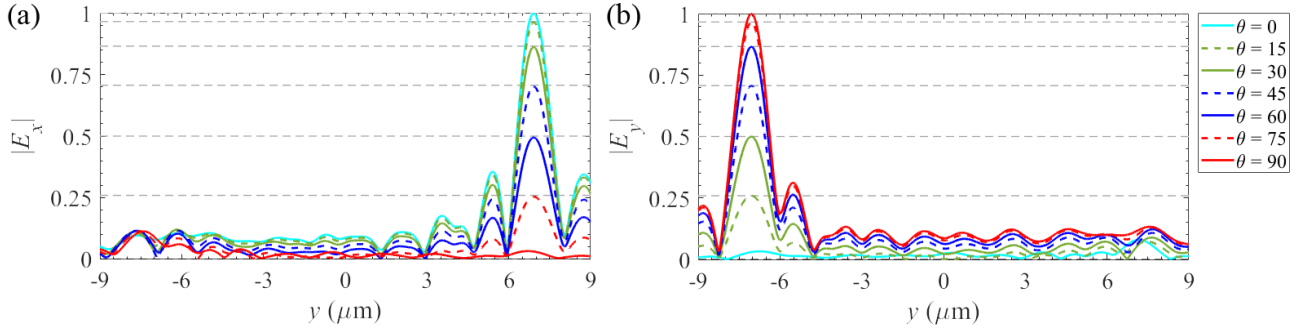 (a)
1
0.75
0.5
0.25
0
|E_x|
-9 -6 -3 0 3 6 9
y (μm)
(b)
1
0.75
0.5
0.25
0
|E_y|
-9 -6 -3 0 3 6 9
y (μm)
θ = 0
θ = 15
θ = 30
θ = 45
θ = 60
θ = 75
θ = 90